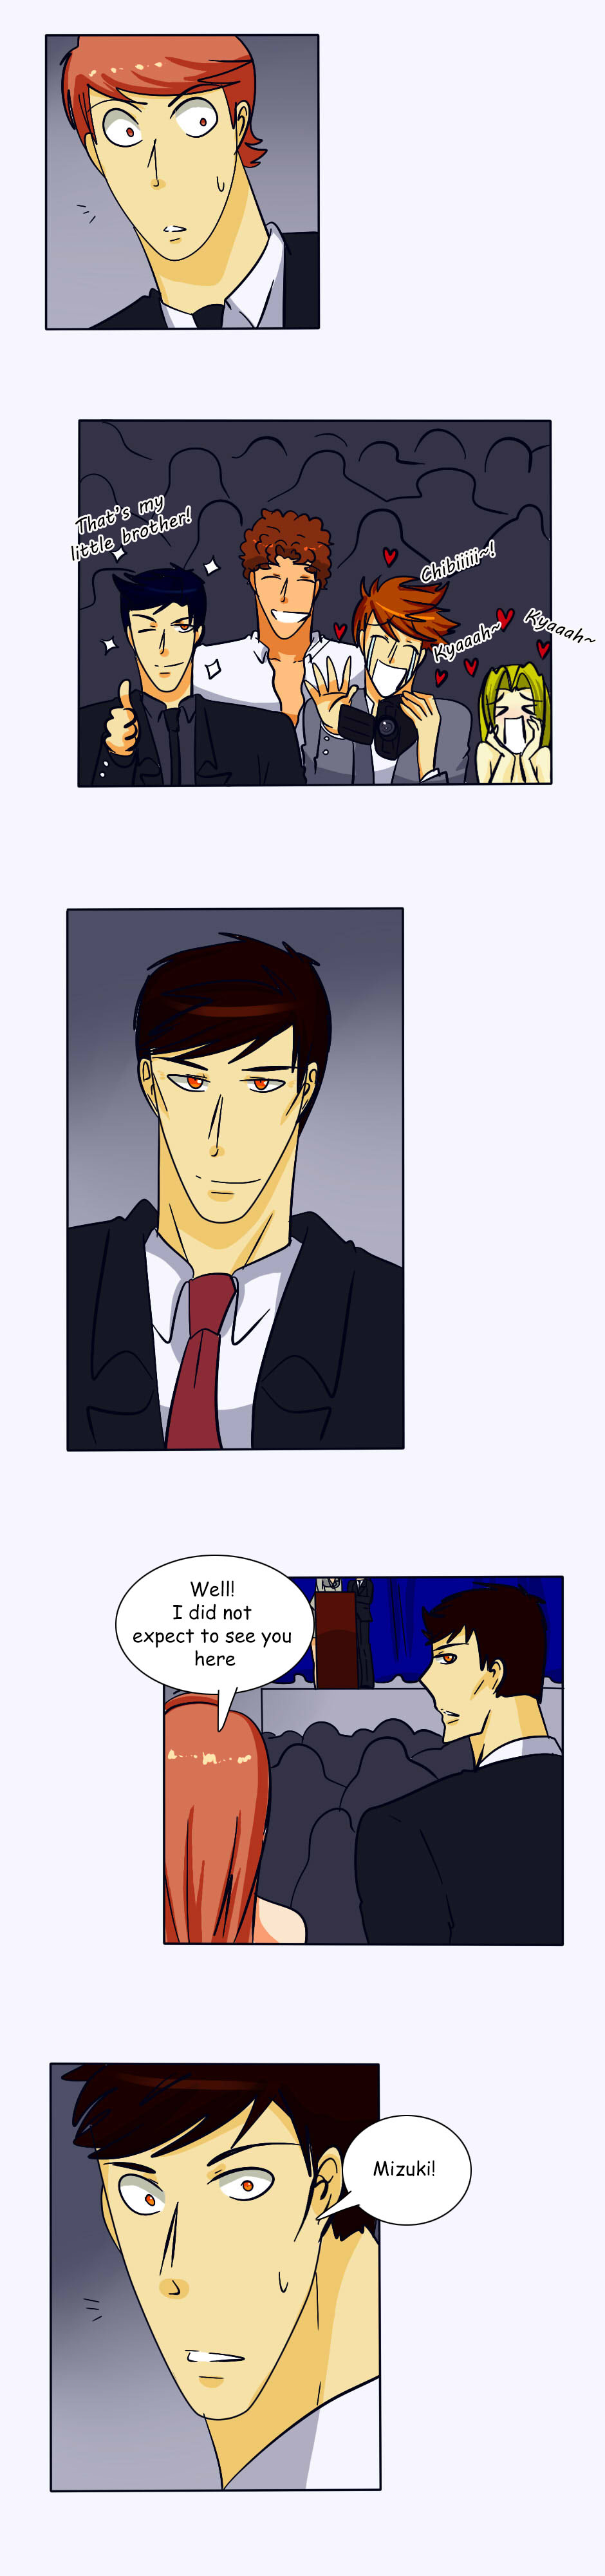 That's my
little brother!
Chibiiiii~!
Kyaaah~
Kyaaah~
Well!
I did not
expect to see you
here
Mizuki!